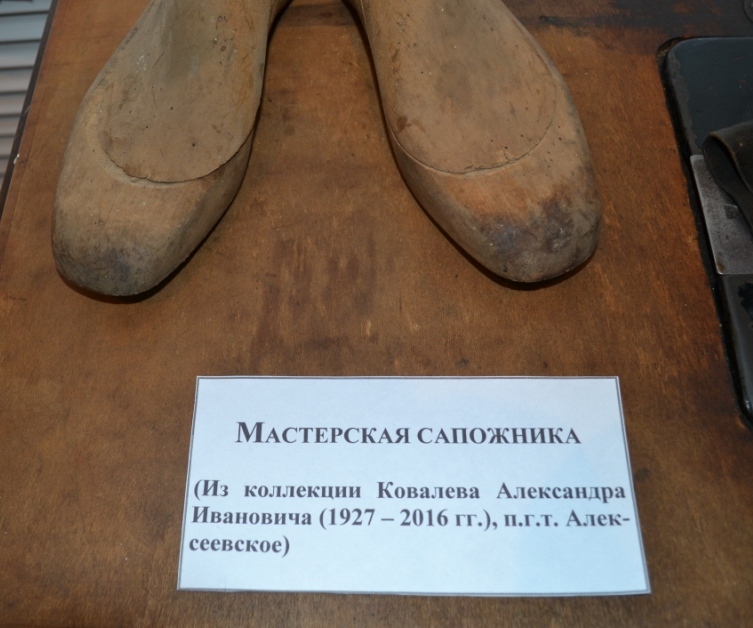 МАСТЕРСКАЯ САПОЖНИКА
(Из коллекции Ковалева Александра
Ивановича (1927 – 2016 гг.), п.г.т. Алек-
сеевское)